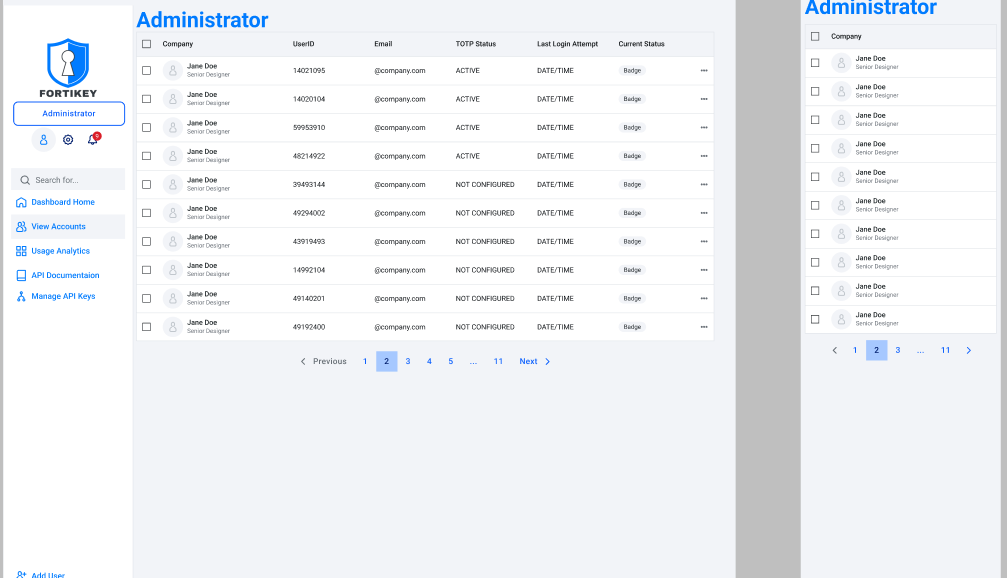 Administrator
Company UserID Email TOTP Status Last Login Attempt Current Status
Jane Doe 14021095 @company.com ACTIVE DATE/TIME Badge ...
Senior Designer
Jane Doe 14020104 @company.com ACTIVE DATE/TIME Badge ...
Senior Designer
Jane Doe 59953910 @company.com ACTIVE DATE/TIME Badge ...
Senior Designer
Jane Doe 48214922 @company.com ACTIVE DATE/TIME Badge ...
Senior Designer
Jane Doe 39493144 @company.com NOT CONFIGURED DATE/TIME Badge ...
Senior Designer
Jane Doe 49294002 @company.com NOT CONFIGURED DATE/TIME Badge ...
Senior Designer
Jane Doe 43919493 @company.com NOT CONFIGURED DATE/TIME Badge ...
Senior Designer
Jane Doe 14992104 @company.com NOT CONFIGURED DATE/TIME Badge ...
Senior Designer
Jane Doe 49140201 @company.com NOT CONFIGURED DATE/TIME Badge ...
Senior Designer
Jane Doe 49192400 @company.com NOT CONFIGURED DATE/TIME Badge ...
Senior Designer
Previous 1 2 3 4 5 ... 11 Next
FORTIKEY
Administrator
Search for...
Dashboard Home
View Accounts
Usage Analytics
API Documentaion
Manage API Keys
Add User
Administrator
Company
Jane Doe
Senior Designer
Jane Doe
Senior Designer
Jane Doe
Senior Designer
Jane Doe
Senior Designer
Jane Doe
Senior Designer
Jane Doe
Senior Designer
Jane Doe
Senior Designer
Jane Doe
Senior Designer
Jane Doe
Senior Designer
Jane Doe
Senior Designer
1 2 3 ... 11